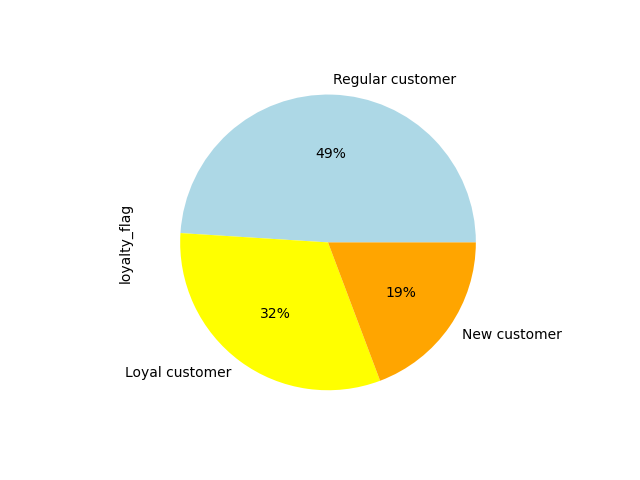 Regular customer
49%
loyalty_flag
32%
19%
New customer
Loyal customer